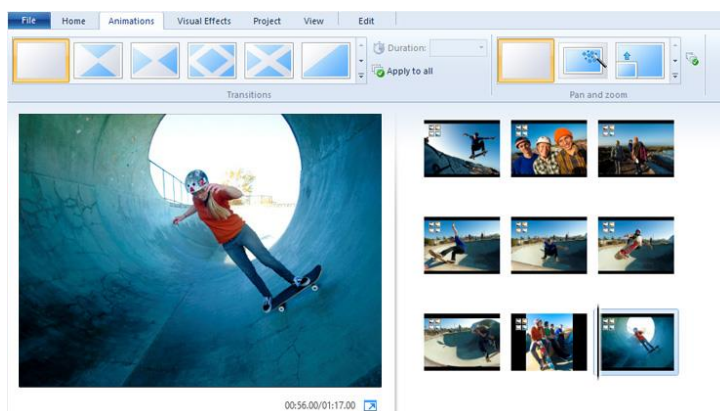 File Home Animations Visual Effects Project View Edit
Duration:
Apply to all
Transitions
Pan and zoom
00:56.00/01:17.00